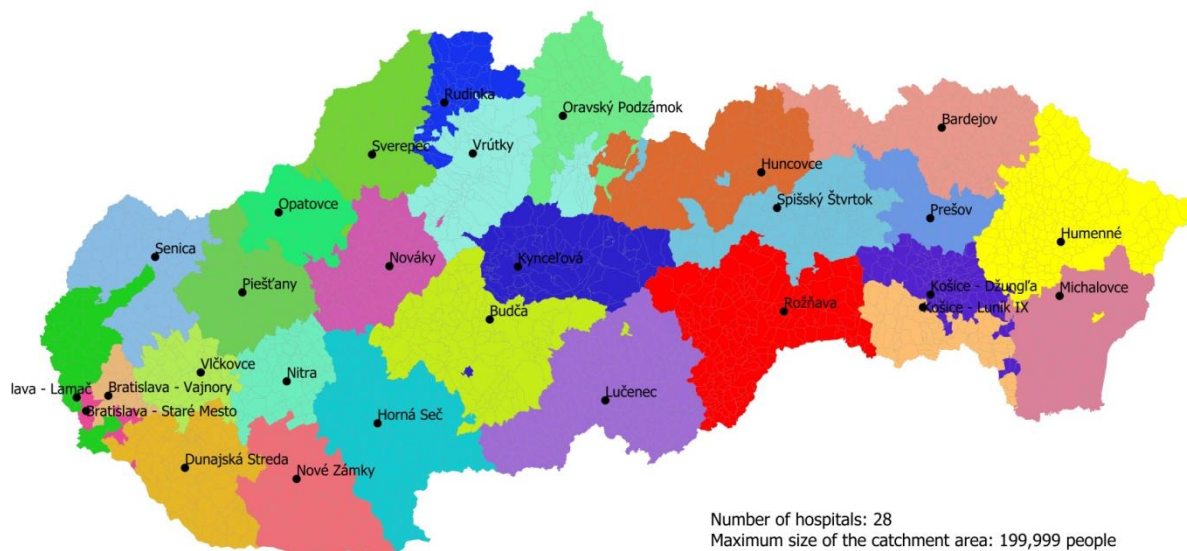 Rudinka
Oravský Podzámok
Bardejov
Sverepec
Vrútky
Huncovce
Opatovce
Spišský Štvrtok
Prešov
Senica
Nováky
Kynceľová
Humenné
Piešťany
Košice - Džungľa
Michalovce
Budča
Rožňava
Košice - Luník IX
Vlčkovce
Nitra
lava - Lamač
Bratislava - Vajnory
Lučenec
Bratislava - Staré Mesto
Horná Seč
Dunajská Streda
Nové Zámky
Number of hospitals: 28
Maximum size of the catchment area: 199,999 people